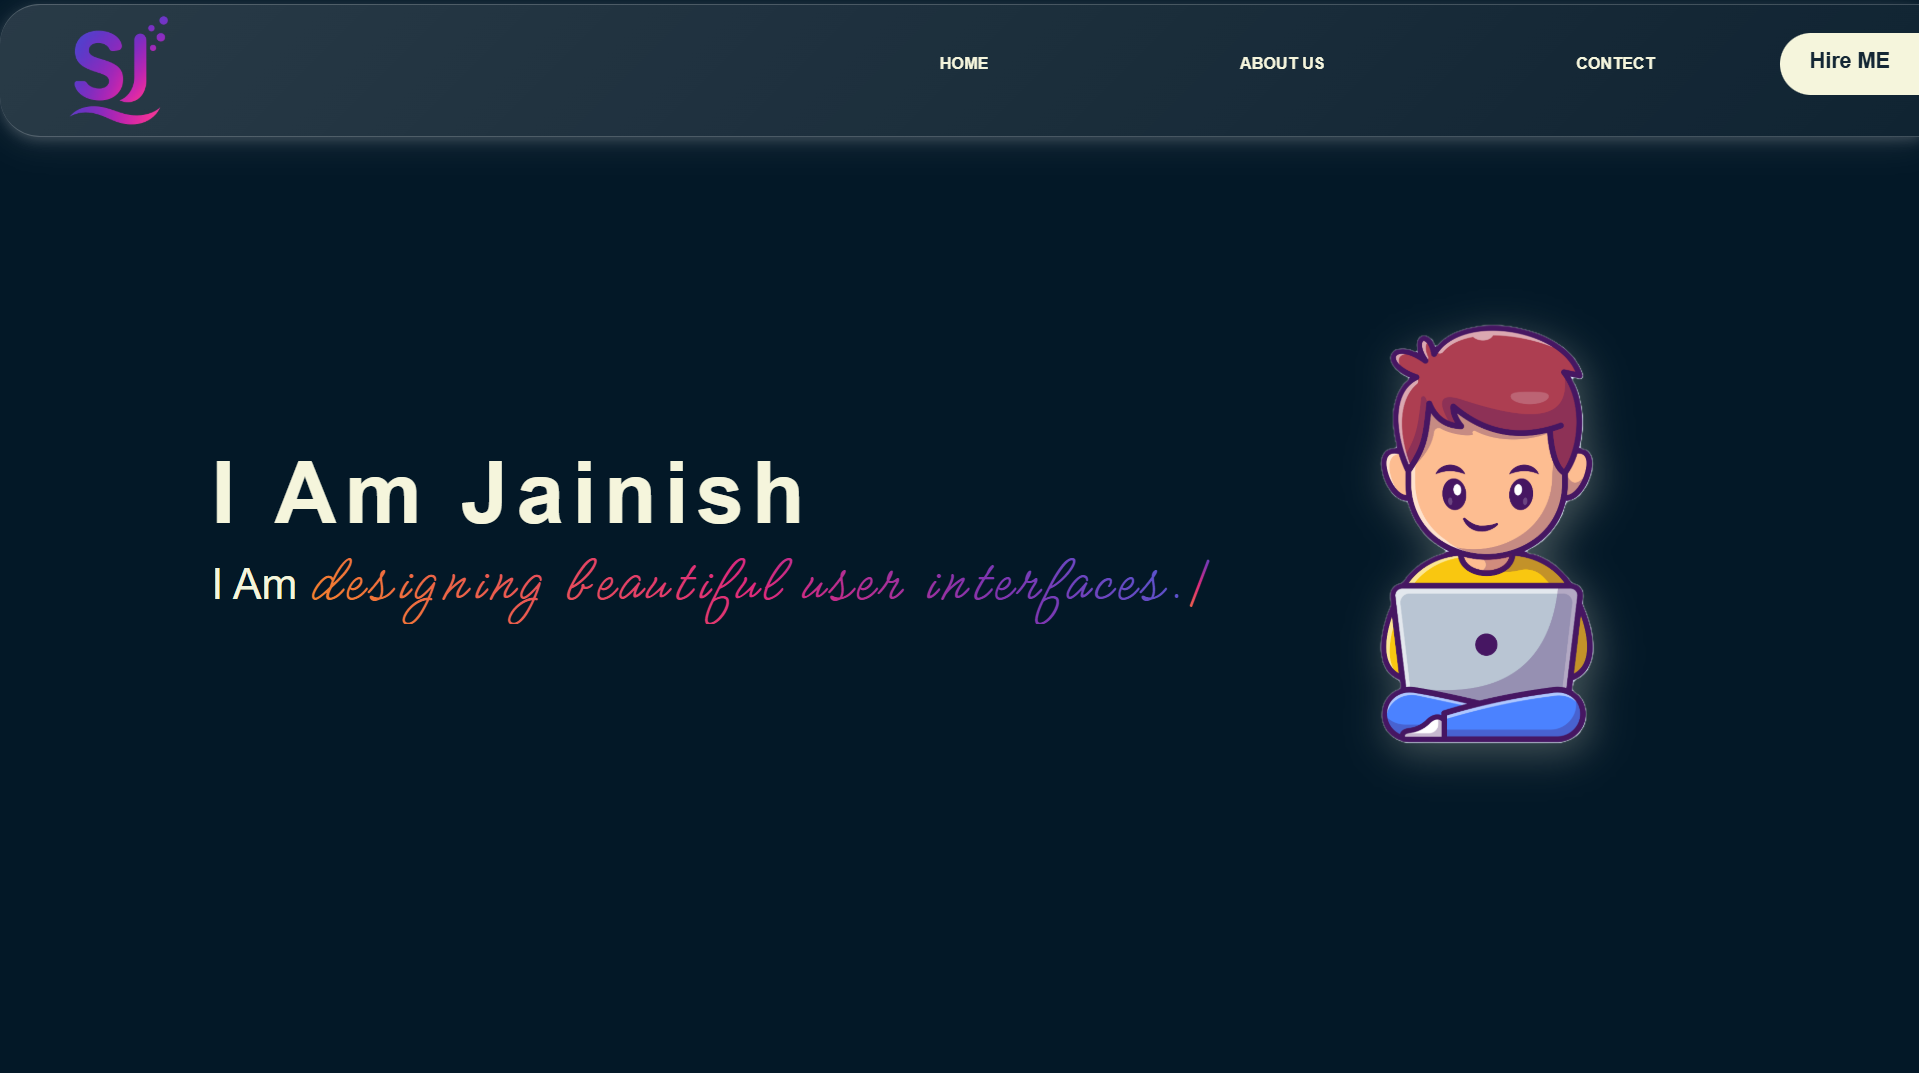 SJ
HOME
ABOUT US
CONTECT
Hire ME
I Am Jainish
I Am designing beautiful user interfaces.|